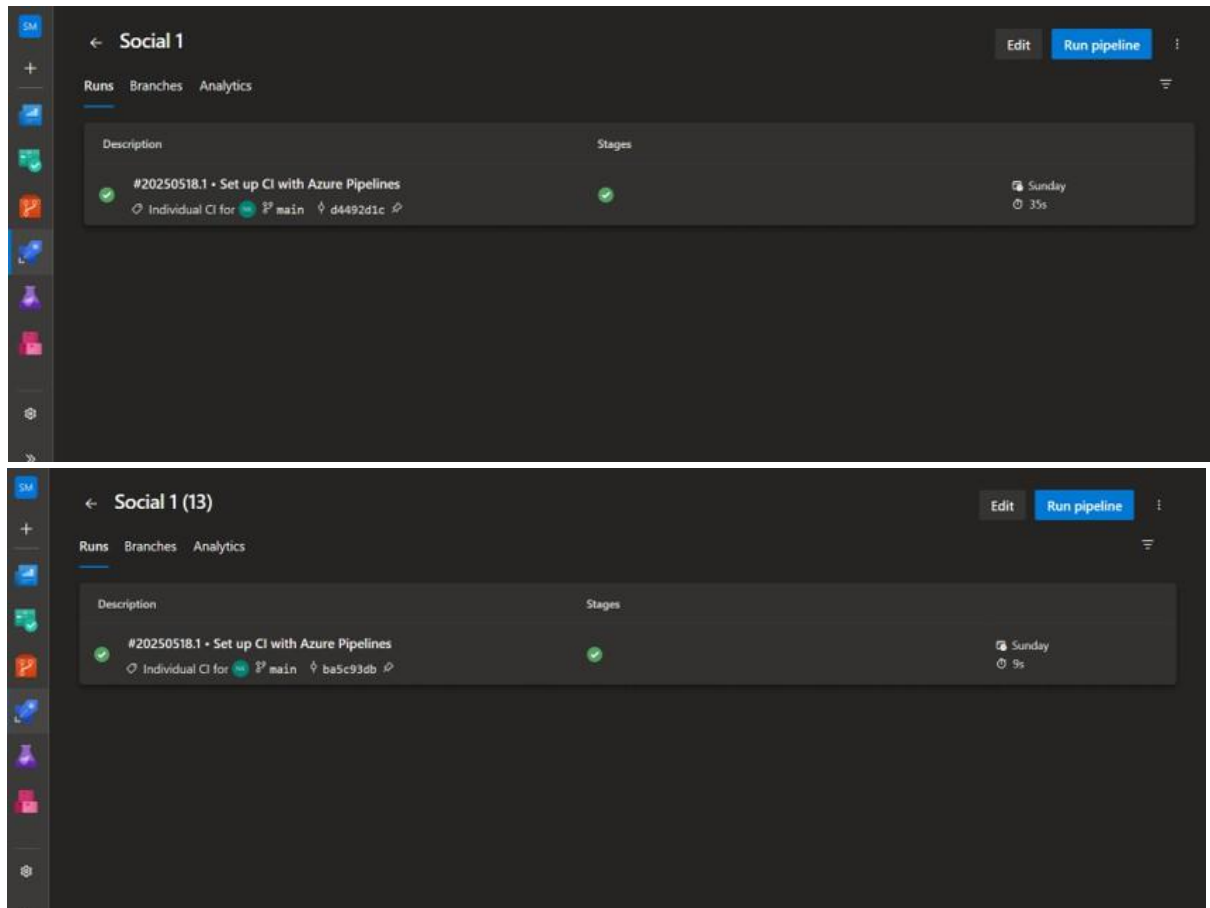 SM
Social 1
Edit
Run pipeline
Runs Branches Analytics
Description Stages
#20250518.1 • Set up CI with Azure Pipelines
Individual CI for main d4492d1c
Sunday
35s
SM
Social 1 (13)
Edit
Run pipeline
Runs Branches Analytics
Description Stages
#20250518.1 • Set up CI with Azure Pipelines
Individual CI for main ba5c93db
Sunday
9s